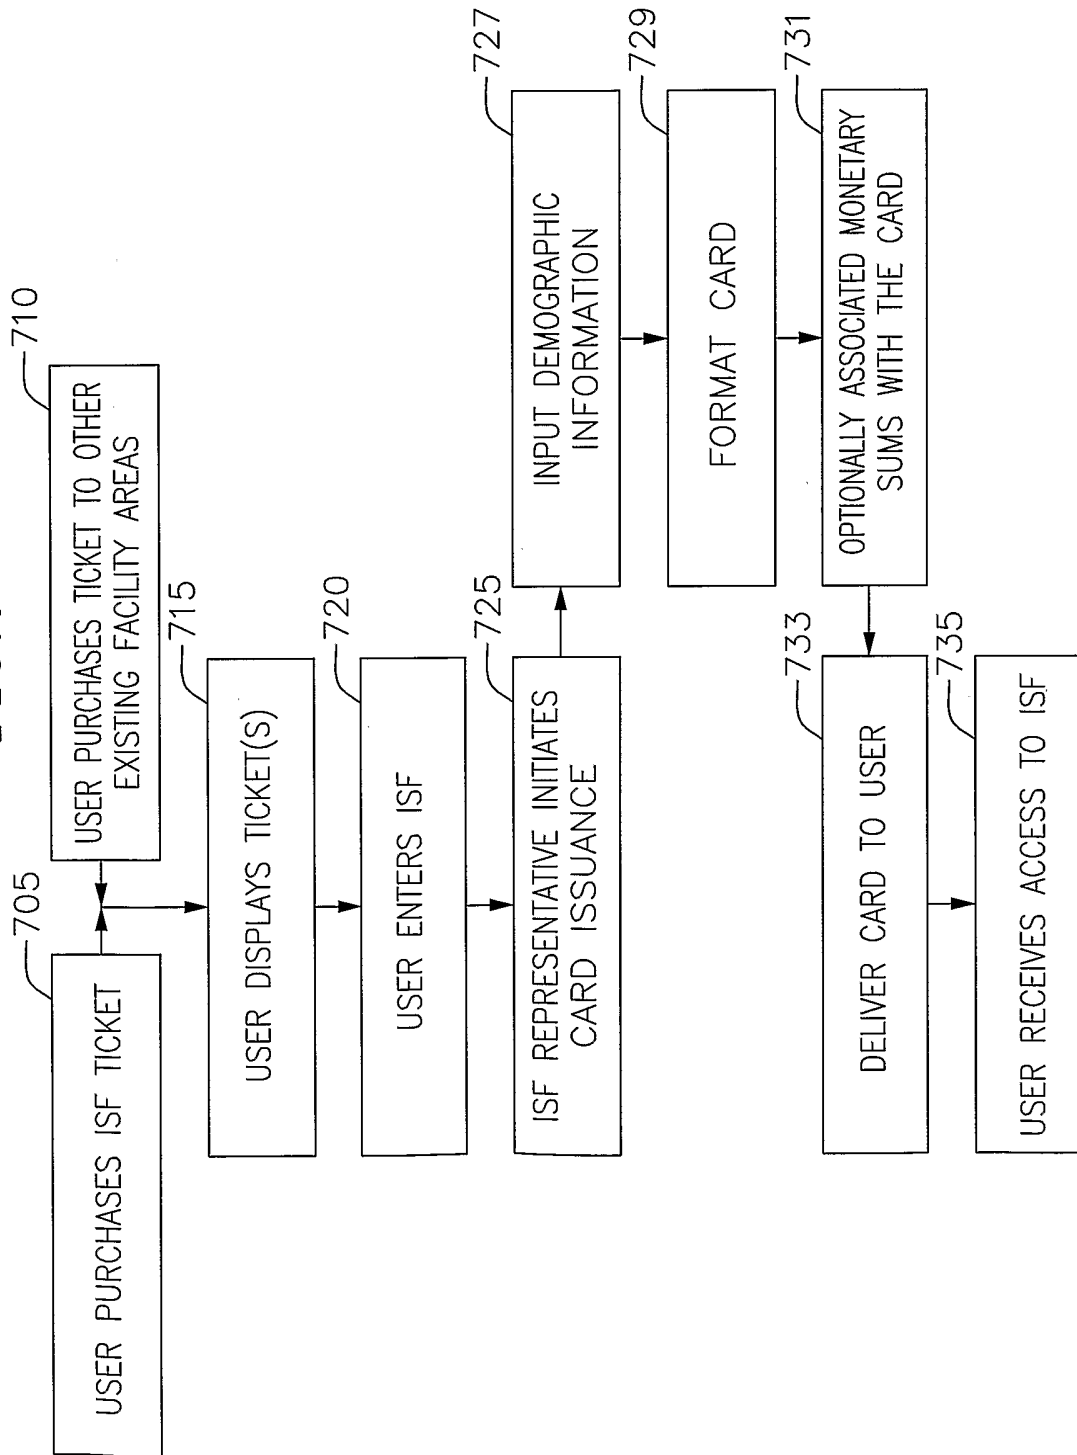 705
USER PURCHASES ISF TICKET
710
USER PURCHASES TICKET TO OTHER
EXISTING FACILITY AREAS
715
USER DISPLAYS TICKET(S)
720
USER ENTERS ISF
725
ISF REPRESENTATIVE INITIATES
CARD ISSUANCE
727
INPUT DEMOGRAPHIC
INFORMATION
729
FORMAT CARD
731
OPTIONALLY ASSOCIATED MONETARY
SUMS WITH THE CARD
733
DELIVER CARD TO USER
735
USER RECEIVES ACCESS TO ISF